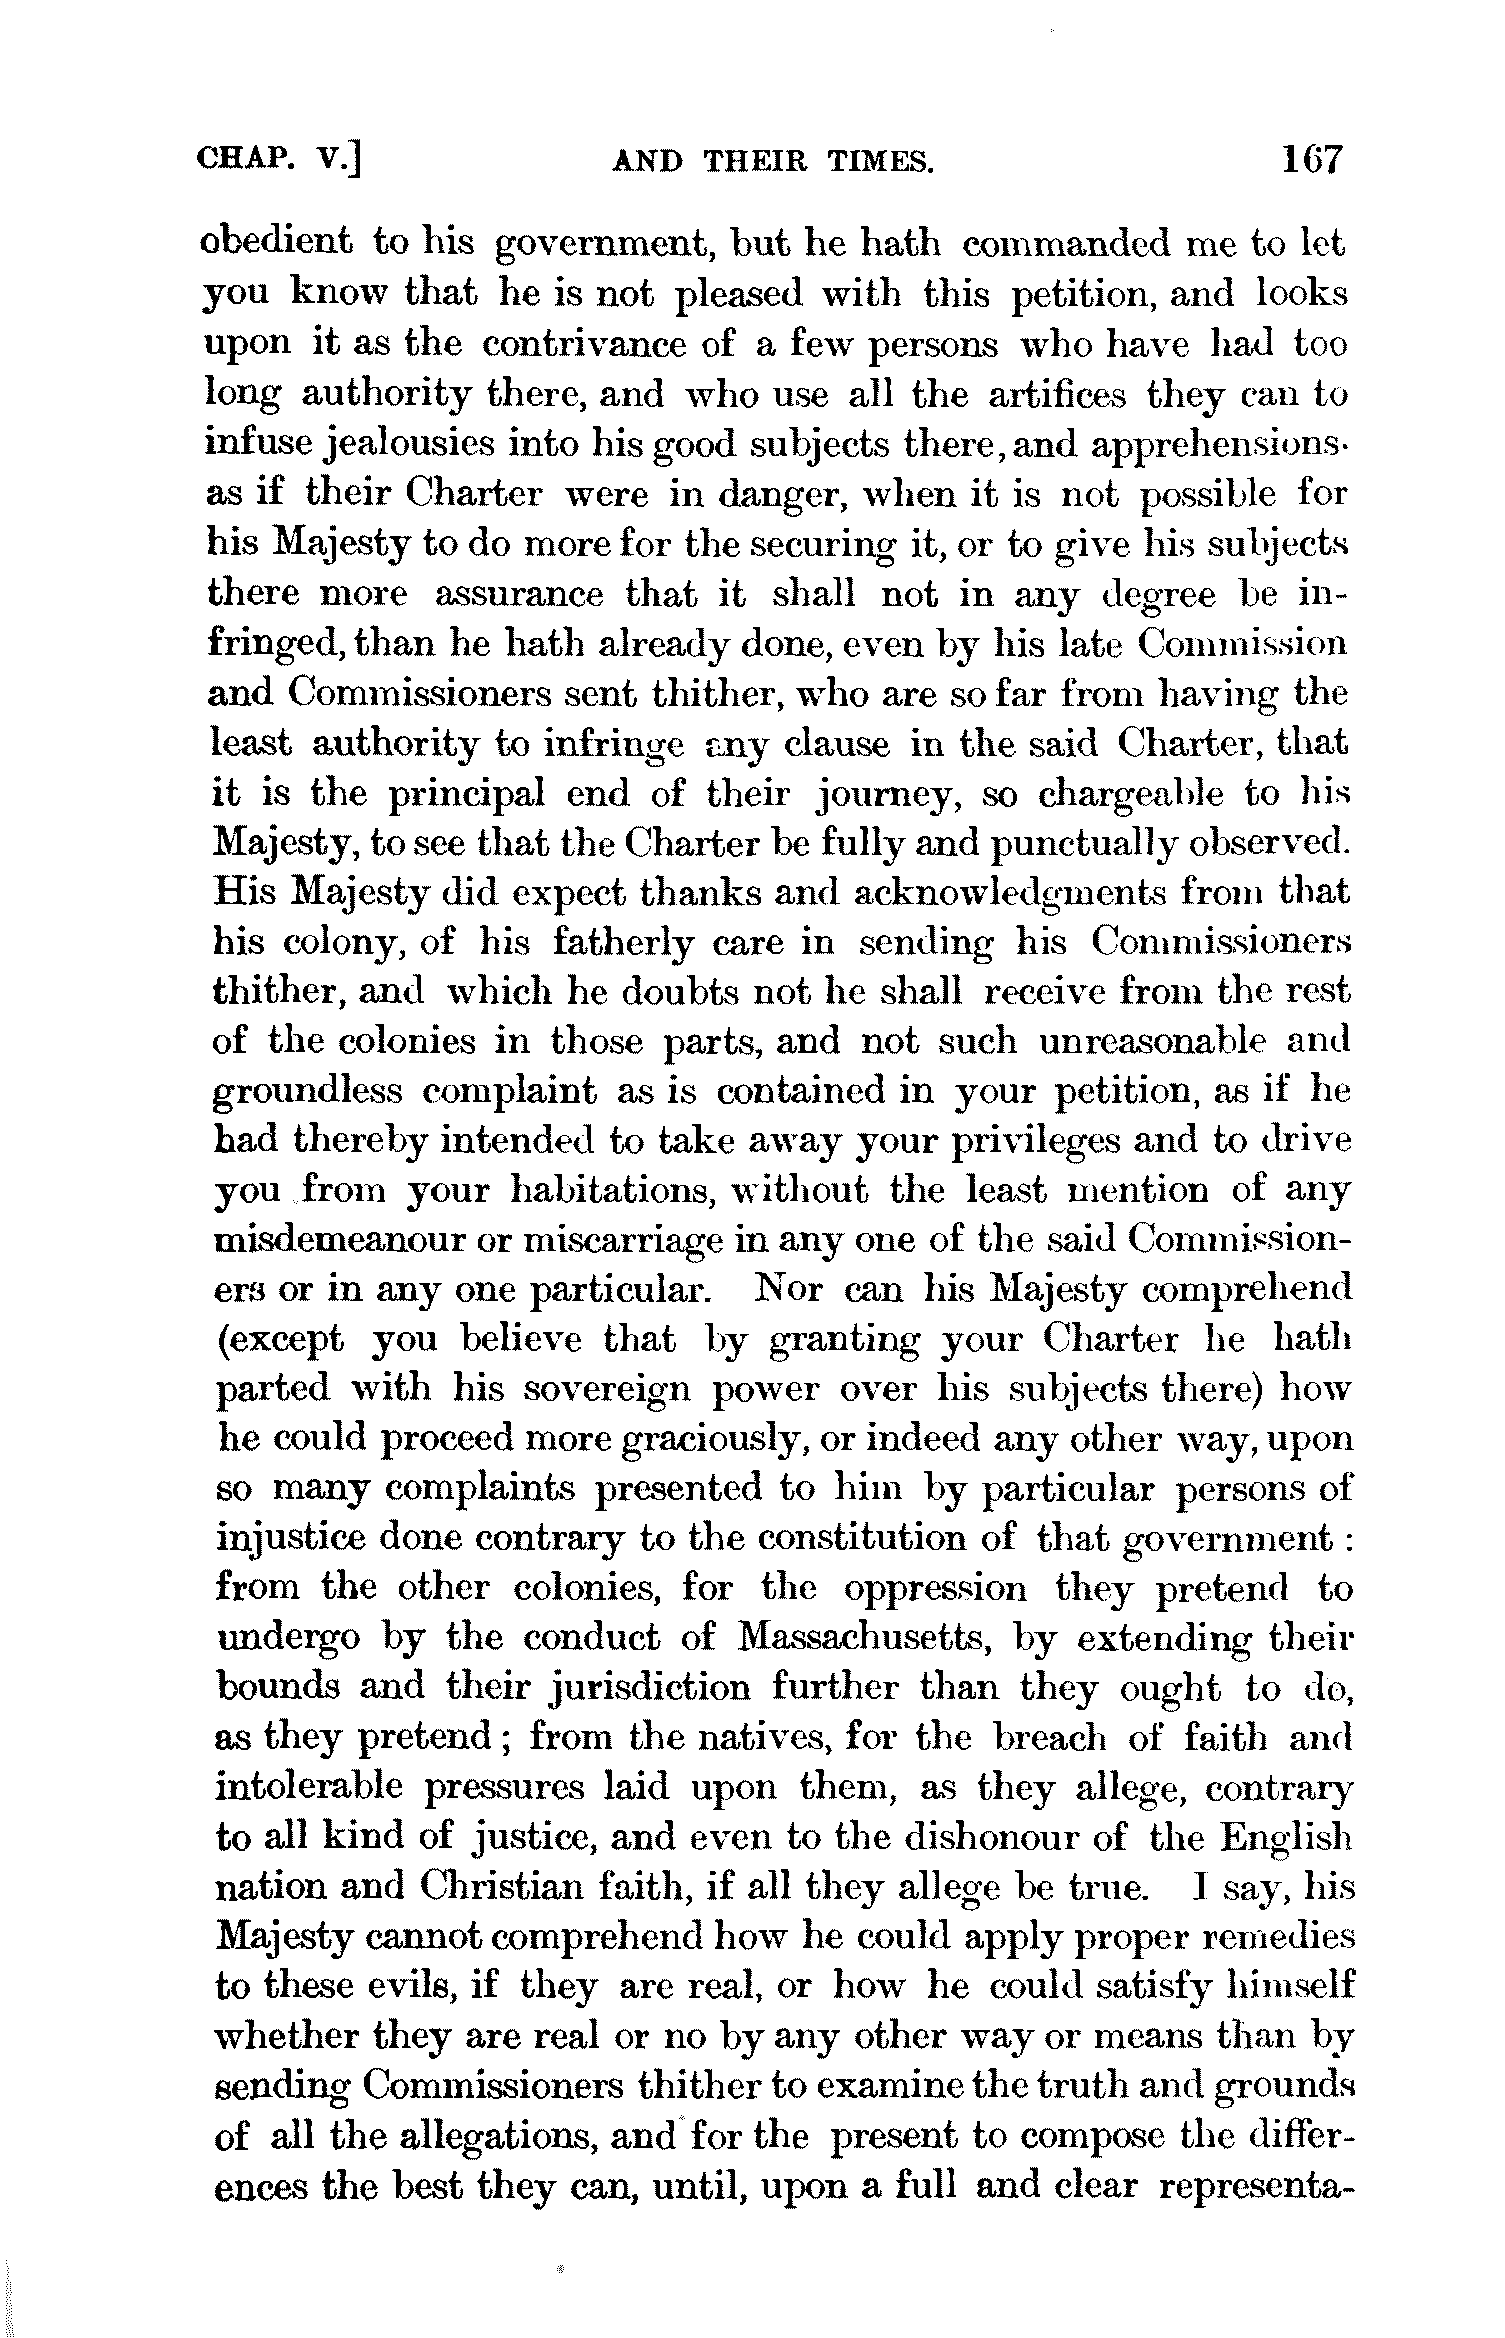 CHAP. V.] AND THEIR TIMES. 167
obedient to his government, but he hath commanded me to let
you know that he is not pleased with this petition, and looks
upon it as the contrivance of a few persons who have had too
long authority there, and who use all the artifices they can to
infuse jealousies into his good subjects there, and apprehensions·
as if their Charter were in danger, when it is not possible for
his Majesty to do more for the securing it, or to give his subjects
there more assurance that it shall not in any degree be in-
fringed, than he hath already done, even by his late Commission
and Commissioners sent thither, who are so far from having the
least authority to infringe any clause in the said Charter, that
it is the principal end of their journey, so chargeable to his
Majesty, to see that the Charter be fully and punctually observed.
His Majesty did expect thanks and acknowledgments from that
his colony, of his fatherly care in sending his Commissioners
thither, and which he doubts not he shall receive from the rest
of the colonies in those parts, and not such unreasonable and
groundless complaint as is contained in your petition, as if he
had thereby intended to take away your privileges and to drive
you from your habitations, without the least mention of any
misdemeanour or miscarriage in any one of the said Commission-
ers or in any one particular. Nor can his Majesty comprehend
(except you believe that by granting your Charter he hath
parted with his sovereign power over his subjects there) how
he could proceed more graciously, or indeed any other way, upon
so many complaints presented to him by particular persons of
injustice done contrary to the constitution of that government :
from the other colonies, for the oppression they pretend to
undergo by the conduct of Massachusetts, by extending their
bounds and their jurisdiction further than they ought to do,
as they pretend ; from the natives, for the breach of faith and
intolerable pressures laid upon them, as they allege, contrary
to all kind of justice, and even to the dishonour of the English
nation and Christian faith, if all they allege be true. I say, his
Majesty cannot comprehend how he could apply proper remedies
to these evils, if they are real, or how he could satisfy himself
whether they are real or no by any other way or means than by
sending Commissioners thither to examine the truth and grounds
of all the allegations, and for the present to compose the differ-
ences the best they can, until, upon a full and clear representa-